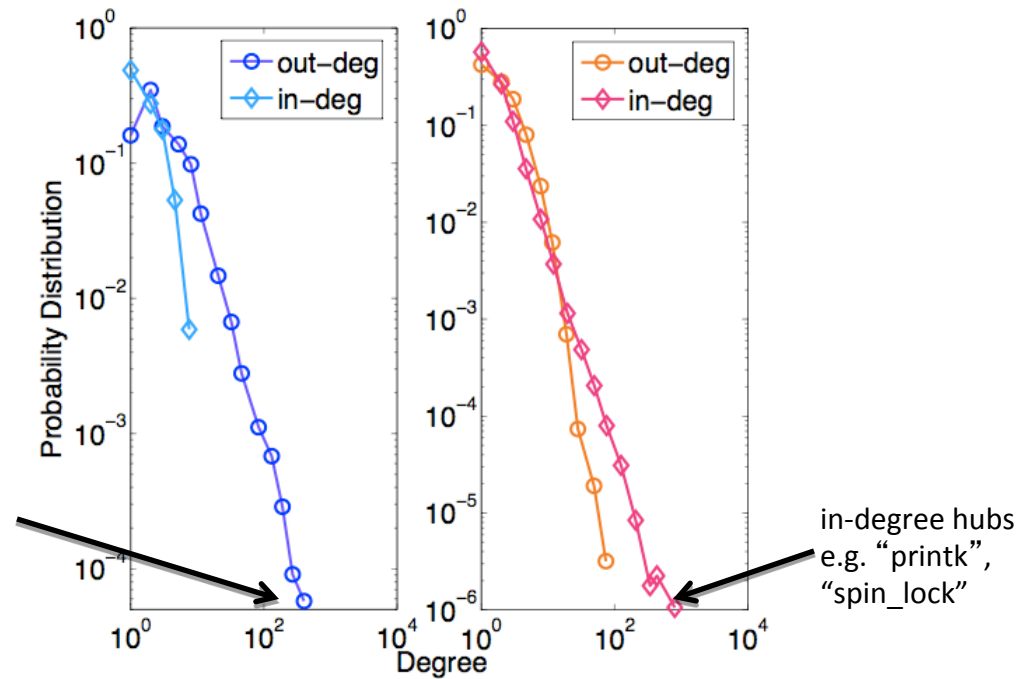 10^0
10^-1
10^-2
10^-3
10^-4
Probability Distribution
out-deg
in-deg
10^0
10^2
10^4
10^0
10^-1
10^-2
10^-3
10^-4
10^-5
10^-6
out-deg
in-deg
10^0
10^2
10^4
Degree
in-degree hubs
e.g. “printk”,
“spin_lock”